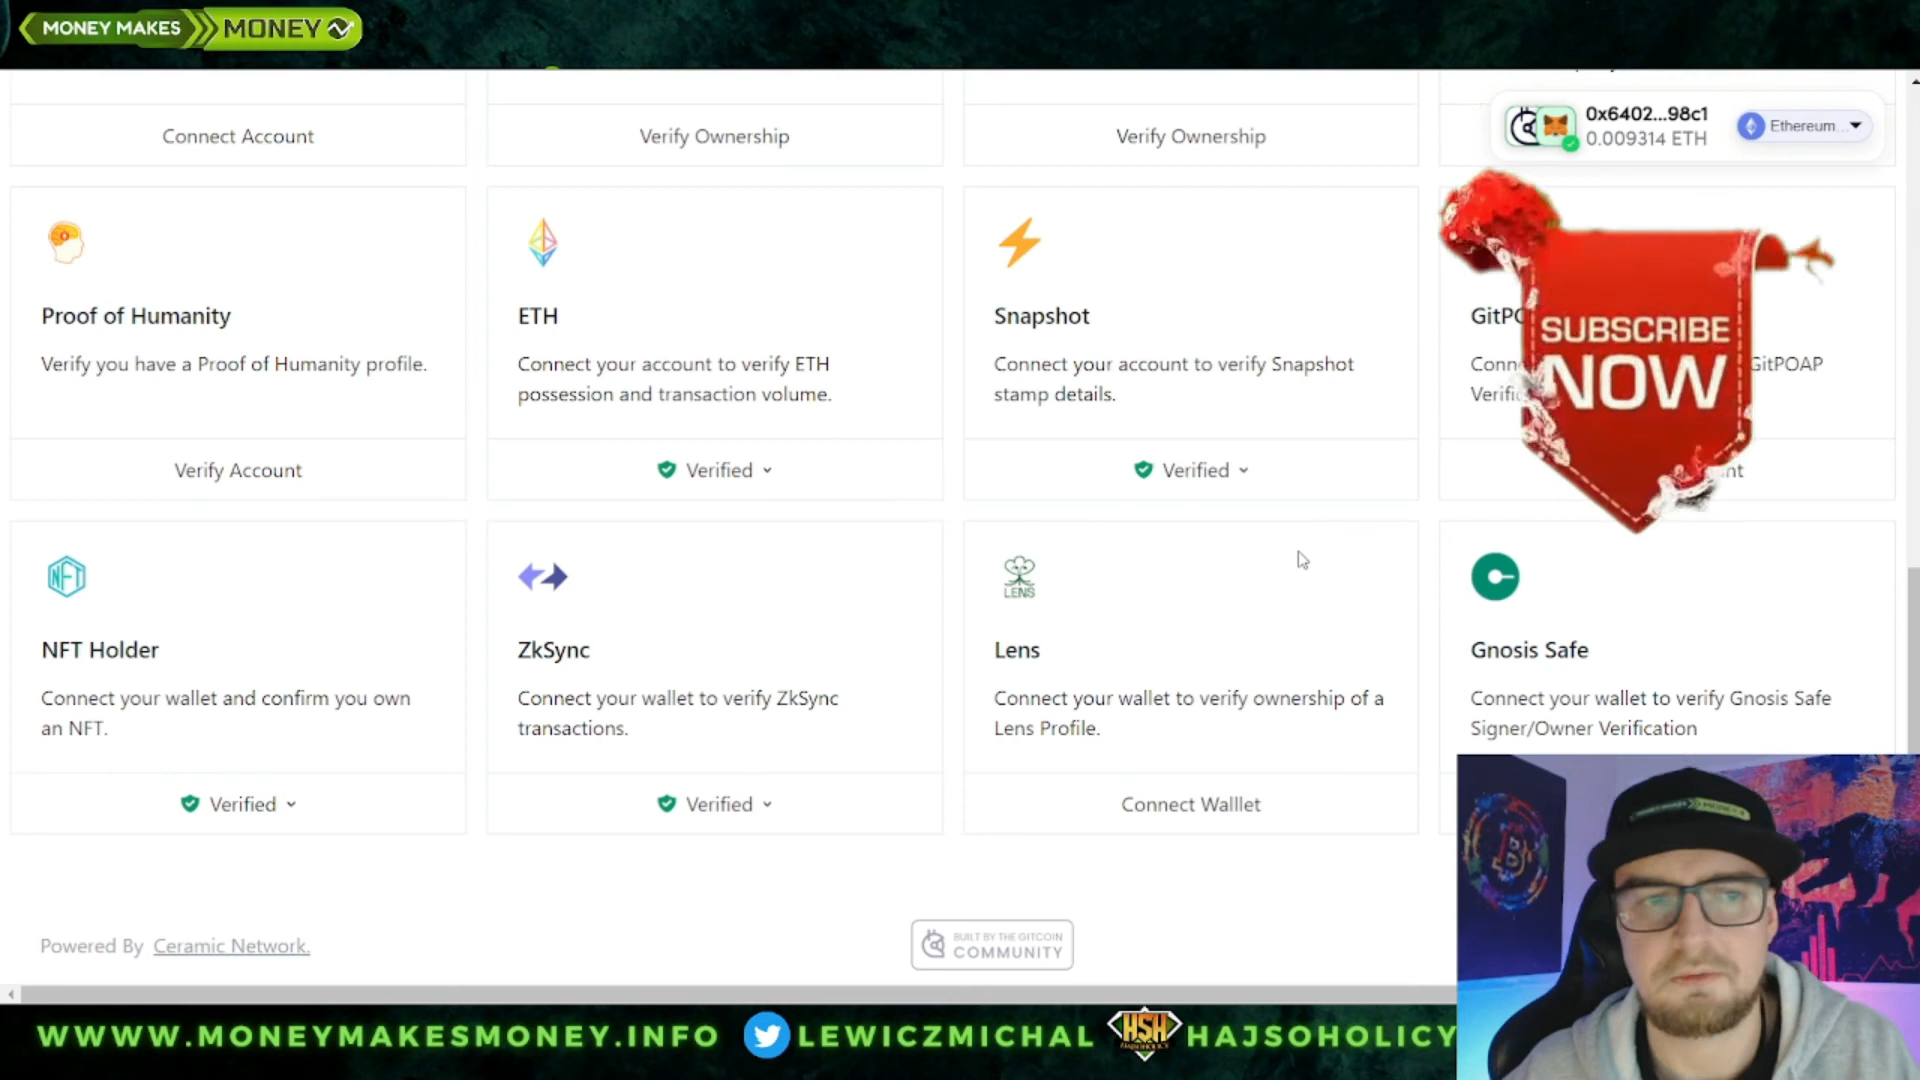 MONEY MAKES MONEY
Connect Account
Verify Ownership
Verify Ownership
0x6402...98c1
0.009314 ETH
Ethereum...
Proof of Humanity
Verify you have a Proof of Humanity profile.
Verify Account
ETH
Connect your account to verify ETH
possession and transaction volume.
Verified
Snapshot
Connect your account to verify Snapshot
stamp details.
Verified
GitPO
Conn
GitPOAP
Verific
nt
SUBSCRIBE
NOW
NFT
NFT Holder
Connect your wallet and confirm you own
an NFT.
Verified
ZkSync
Connect your wallet to verify ZkSync
transactions.
Verified
LENS
Lens
Connect your wallet to verify ownership of a
Lens Profile.
Connect Walllet
Gnosis Safe
Connect your wallet to verify Gnosis Safe
Signer/Owner Verification
Powered By Ceramic Network.
BUILT BY THE GITCOIN
COMMUNITY
WWWW.MONEYMAKESMONEY.INFO
LEWICZMICHAL
HSH
HAJSOHOLICY